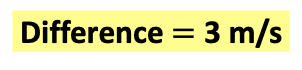 Difference = 3 m/s